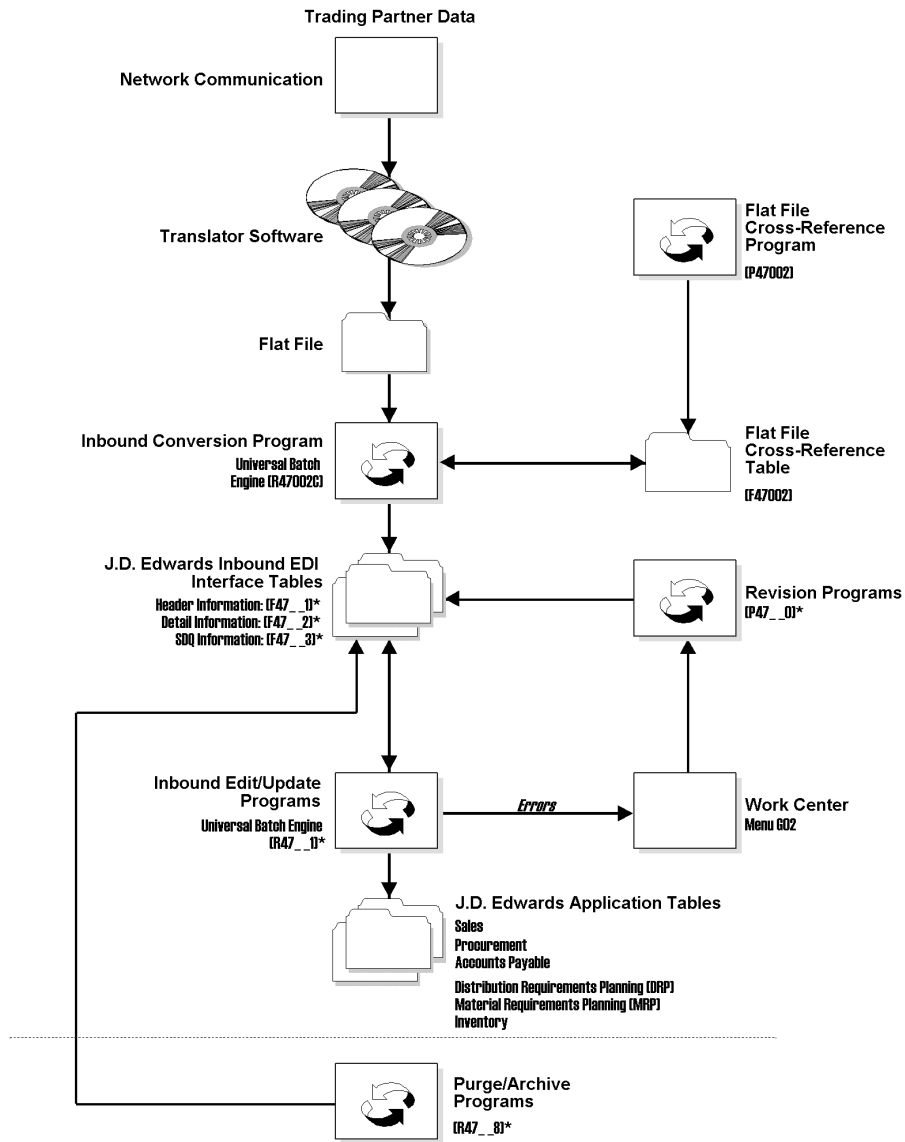 Trading Partner Data
Network Communication
Translator Software
Flat File
Cross-Reference
Program
(P47002)
Flat File
Inbound Conversion Program
Universal Batch
Engine (R47002C)
Flat File
Cross-Reference
Table
(F47002)
J.D. Edwards Inbound EDI
Interface Tables
Header Information: (F47_ _1)*
Detail Information: (F47_ _2)*
SDQ Information: (F47_ _3)*
Revision Programs
(P47_ _0)*
Inbound Edit/Update
Programs
Universal Batch Engine
(R47_ _1)*
Errors
Work Center
Menu G02
J.D. Edwards Application Tables
Sales
Procurement
Accounts Payable
Distribution Requirements Planning (DRP)
Material Requirements Planning (MRP)
Inventory
Purge/Archive
Programs
(R47_ _8)*